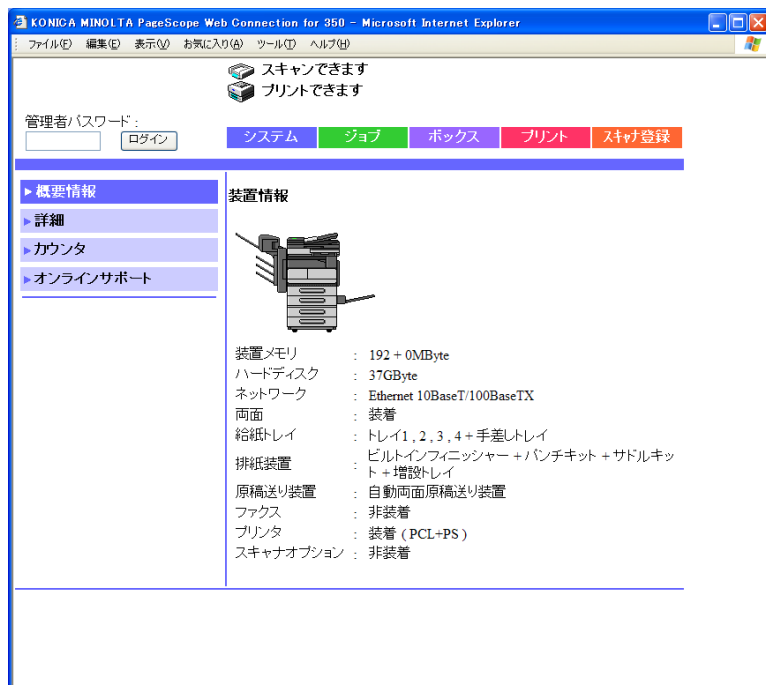 KONICA MINOLTA PageScope Web Connection for 350 - Microsoft Internet Explorer
ファイル(F) 編集(E) 表示(V) お気に入り(A) ツール(T) ヘルプ(H)
スキャンできます
プリントできます
管理者パスワード :
ログイン
システム ジョブ ボックス プリント スキャナ登録
概要情報
詳細
カウンタ
オンラインサポート
装置情報
装置メモリ : 192 + 0MByte
ハードディスク : 37GByte
ネットワーク : Ethernet 10BaseT/100BaseTX
両面 : 装着
給紙トレイ : トレイ1 , 2 , 3 , 4 + 手差しトレイ
排紙装置 : ビルトインフィニッシャー + パンチキット + サドルキット + 増設トレイ
原稿送り装置 : 自動両面原稿送り装置
ファクス : 非装着
プリンタ : 装着 ( PCL+PS )
スキャナオプション : 非装着